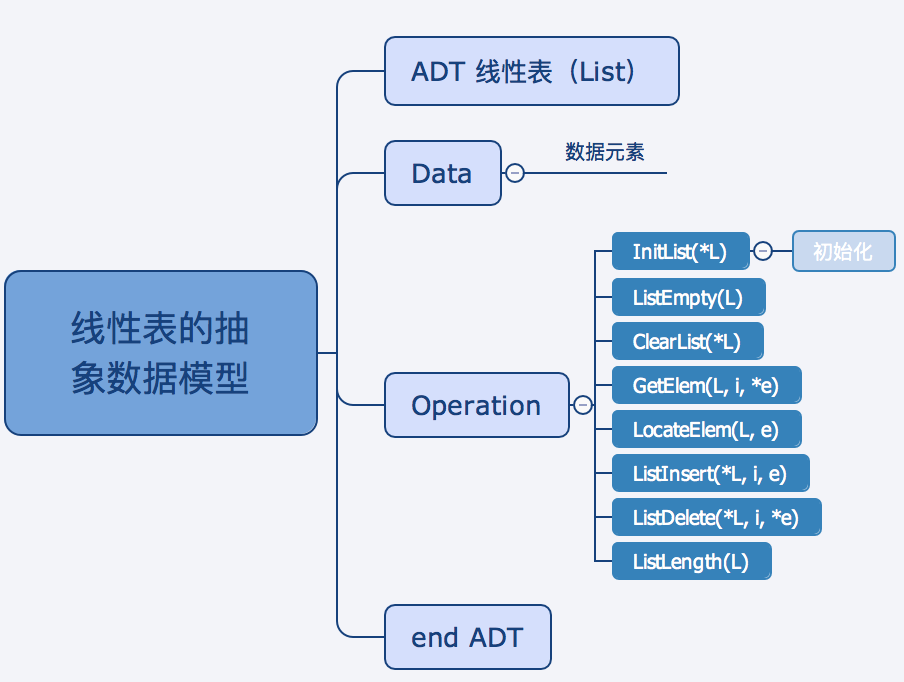 线性表的抽
象数据模型
ADT 线性表（List）
Data
数据元素
Operation
InitList(*L)
初始化
ListEmpty(L)
ClearList(*L)
GetElem(L, i, *e)
LocateElem(L, e)
ListInsert(*L, i, e)
ListDelete(*L, i, *e)
ListLength(L)
end ADT